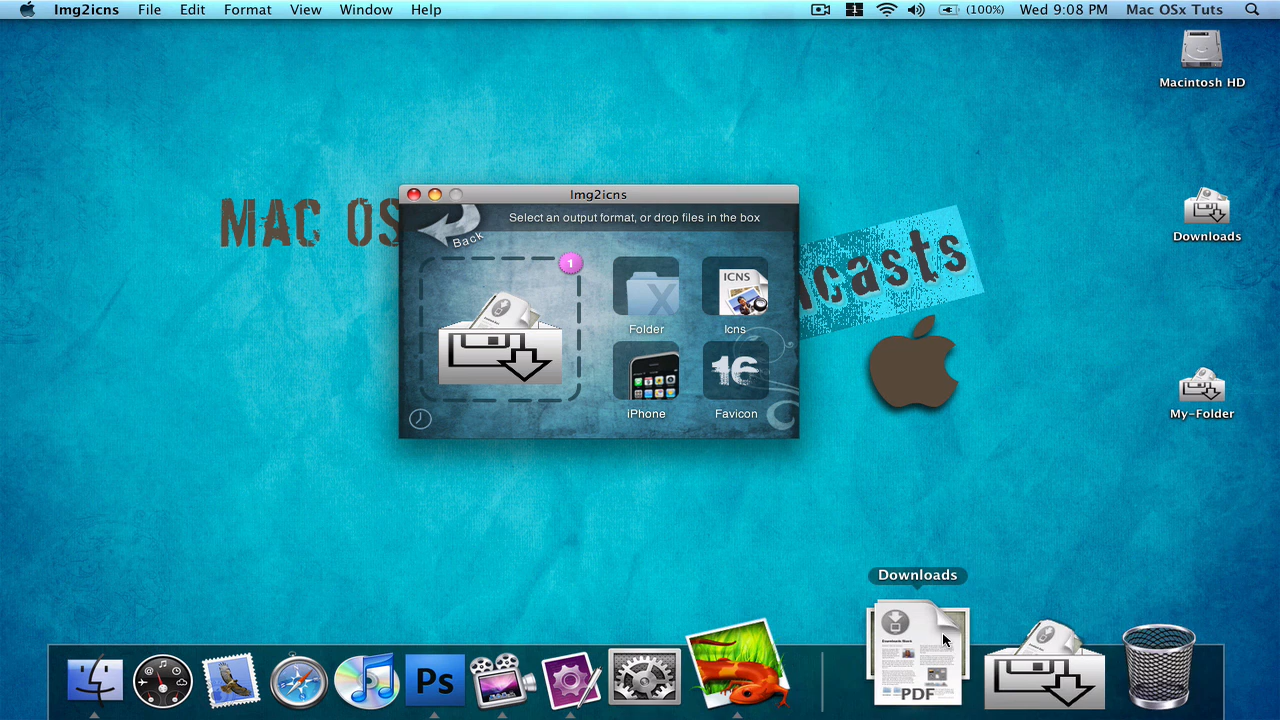 Img2icns File Edit Format View Window Help
1 (100%) Wed 9:08 PM Mac OSx Tuts
Macintosh HD
Downloads
My-Folder
MAC OS
casts
Img2icns
Select an output format, or drop files in the box
Back
1
ICNS
Folder Icns
16
iPhone Favicon
Downloads
PDF
Ps